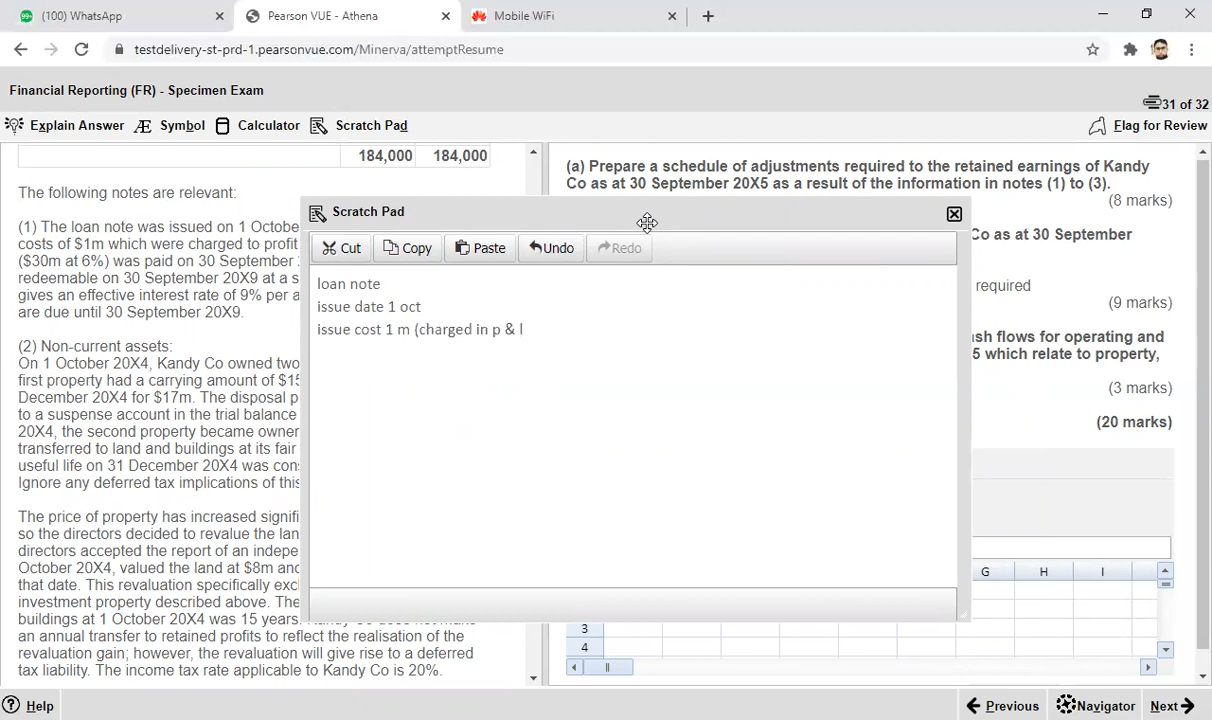 99+ (100) WhatsApp
Pearson VUE - Athena
Mobile WiFi
testdelivery-st-prd-1.pearsonvue.com/Minerva/attemptResume
Financial Reporting (FR) - Specimen Exam
31 of 32
Explain Answer
Symbol
Calculator
Scratch Pad
Flag for Review
184,000 184,000
The following notes are relevant:
(1) The loan note was issued on 1 Octobe
costs of $1m which were charged to profit
($30m at 6%) was paid on 30 September
redeemable on 30 September 20X9 at a s
gives an effective interest rate of 9% per a
are due until 30 September 20X9.
(2) Non-current assets:
On 1 October 20X4, Kandy Co owned two
first property had a carrying amount of $15
December 20X4 for $17m. The disposal p
to a suspense account in the trial balance
20X4, the second property became owner
transferred to land and buildings at its fair
useful life on 31 December 20X4 was cons
Ignore any deferred tax implications of this
The price of property has increased signifi
so the directors decided to revalue the lan
directors accepted the report of an indepe
October 20X4, valued the land at $8m and
that date. This revaluation specifically excl
investment property described above. The
buildings at 1 October 20X4 was 15 years.
an annual transfer to retained profits to reflect the realisation of the
revaluation gain; however, the revaluation will give rise to a deferred
tax liability. The income tax rate applicable to Kandy Co is 20%.
Scratch Pad
Cut
Copy
Paste
Undo
Redo
loan note
issue date 1 oct
issue cost 1 m (charged in p & l
(a) Prepare a schedule of adjustments required to the retained earnings of Kandy
Co as at 30 September 20X5 as a result of the information in notes (1) to (3).
(8 marks)
Co as at 30 September
required
(9 marks)
ash flows for operating and
5 which relate to property,
(3 marks)
(20 marks)
G H I
3
4
Help
Previous
Navigator
Next